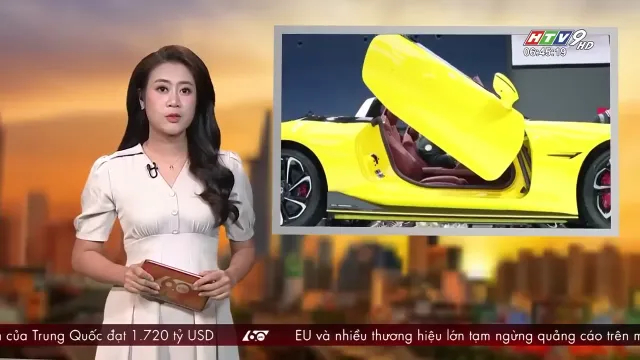 HTV9 HD
06:45:19
n của Trung Quốc đạt 1.720 tỷ USD
60 EU và nhiều thương hiệu lớn tạm ngừng quảng cáo trên m